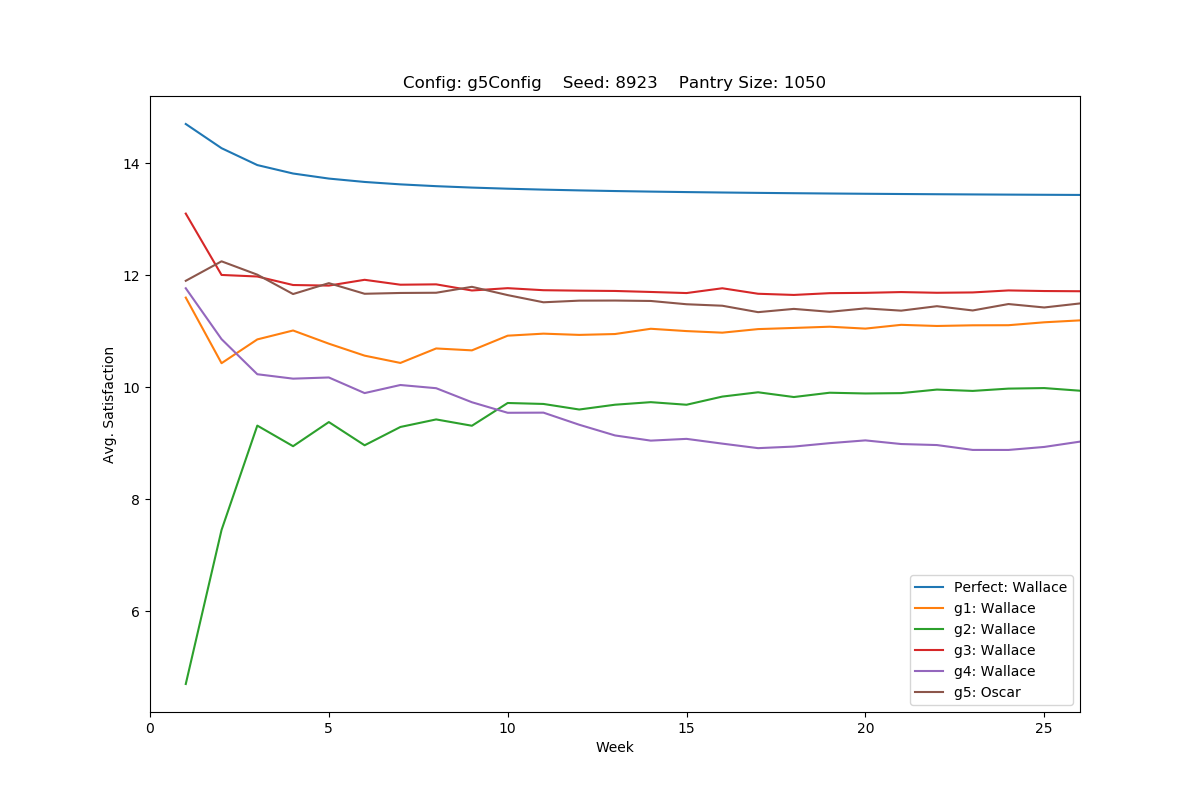 Config: g5Config    Seed: 8923    Pantry Size: 1050
14
12
10
8
6
Avg. Satisfaction
0
5
10
15
20
25
Week
Perfect: Wallace
g1: Wallace
g2: Wallace
g3: Wallace
g4: Wallace
g5: Oscar